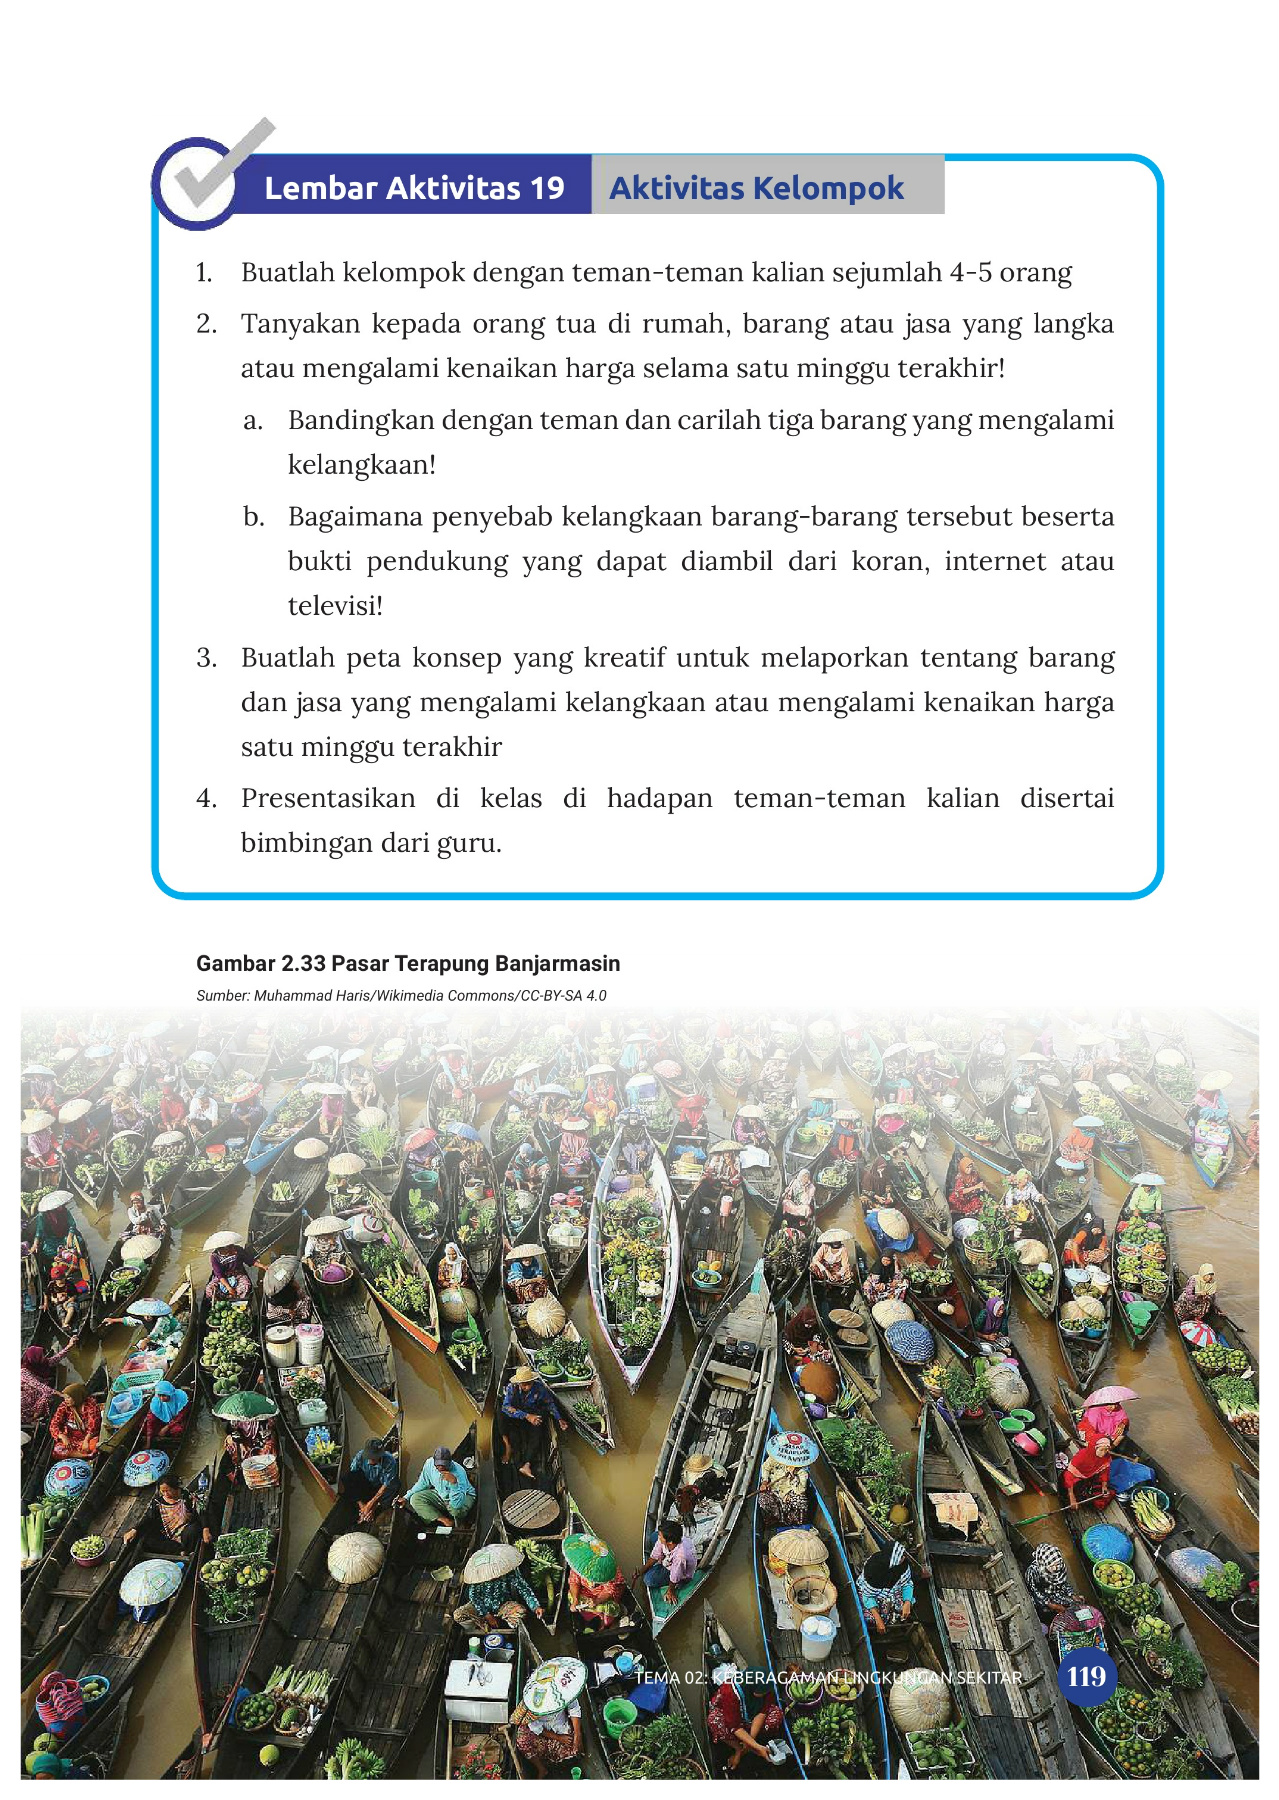 Lembar Aktivitas 19 Aktivitas Kelompok
1. Buatlah kelompok dengan teman-teman kalian sejumlah 4-5 orang
2. Tanyakan kepada orang tua di rumah, barang atau jasa yang langka
atau mengalami kenaikan harga selama satu minggu terakhir!
a. Bandingkan dengan teman dan carilah tiga barang yang mengalami
kelangkaan!
b. Bagaimana penyebab kelangkaan barang-barang tersebut beserta
bukti pendukung yang dapat diambil dari koran, internet atau
televisi!
3. Buatlah peta konsep yang kreatif untuk melaporkan tentang barang
dan jasa yang mengalami kelangkaan atau mengalami kenaikan harga
satu minggu terakhir
4. Presentasikan di kelas di hadapan teman-teman kalian disertai
bimbingan dari guru.
Gambar 2.33 Pasar Terapung Banjarmasin
Sumber: Muhammad Haris/Wikimedia Commons/CC-BY-SA 4.0
TEMA 02: KEBERAGAMAN LINGKUNGAN SEKITAR 119